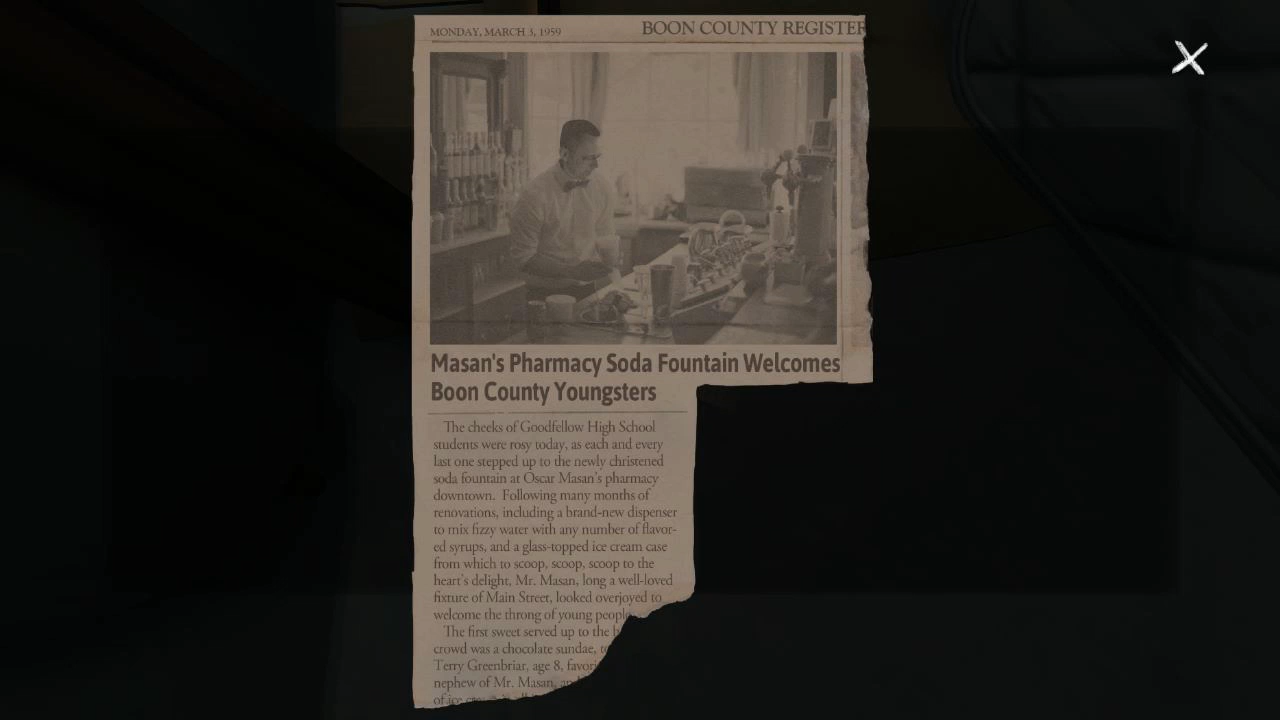 MONDAY, MARCH 3, 1959
BOON COUNTY REGISTER
Masan's Pharmacy Soda Fountain Welcomes
Boon County Youngsters
The cheeks of Goodfellow High School
students were rosy today, as each and every
last one stepped up to the newly christened
soda fountain at Oscar Masan's pharmacy
downtown. Following many months of
renovations, including a brand-new dispenser
to mix fizzy water with any number of flavor-
ed syrups, and a glass-topped ice cream case
from which to scoop, scoop, scoop to the
heart's delight, Mr. Masan, long a well-loved
fixture of Main Street, looked overjoyed to
welcome the throng of young people
The first sweet served up to the
crowd was a chocolate sundae,
Terry Greenbriar, age 8,
nephew of Mr. Masan,
of ice